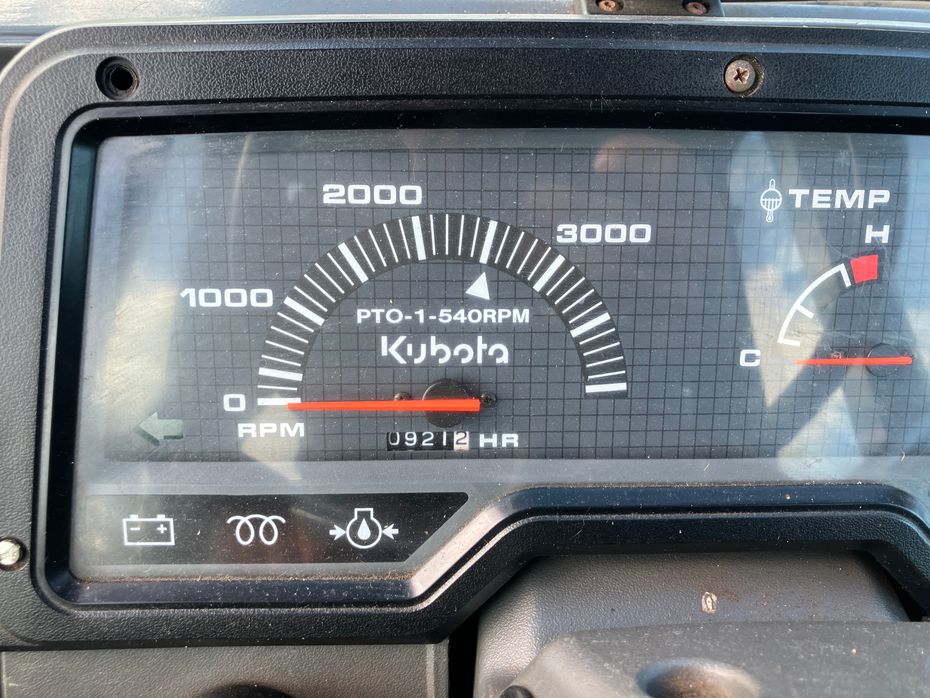 2000
3000
1000
PTO-1-540RPM
Kubota
0
RPM
09212 HR
TEMP
H
C